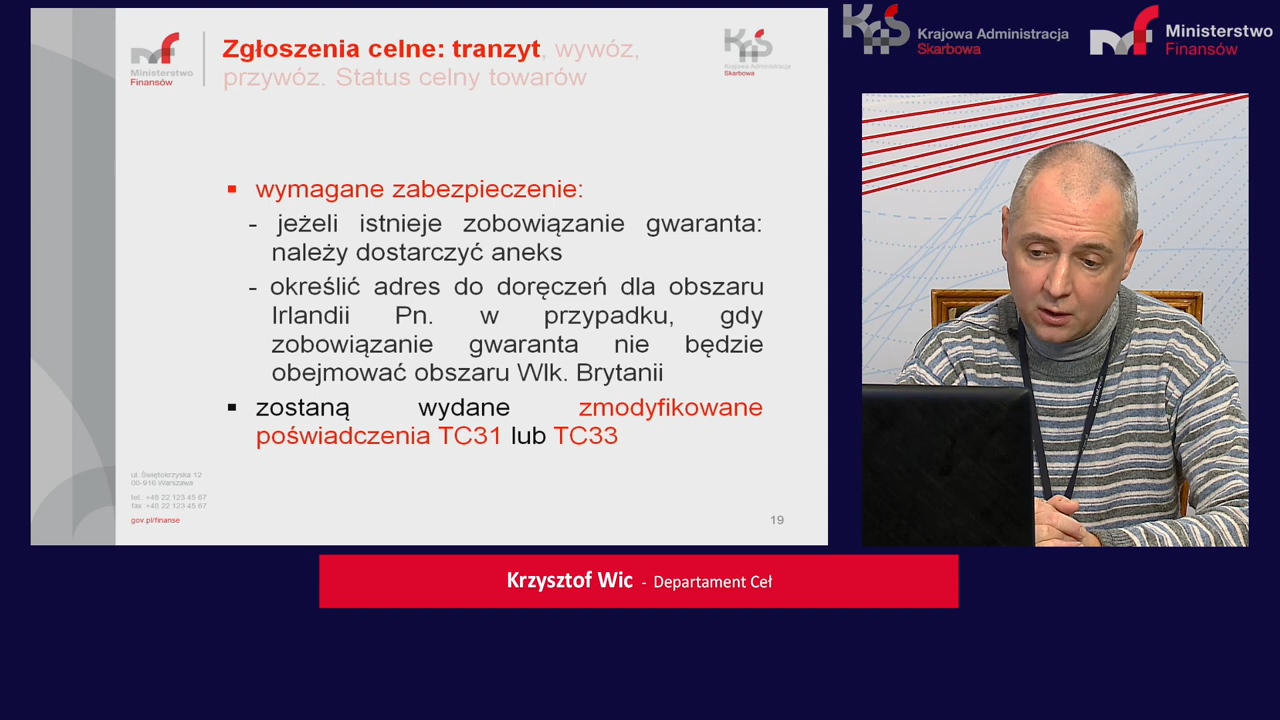 Ministerstwo
Finansów
Zgłoszenia celne: tranzyt, wywóz,
przywóz. Status celny towarów
KAS
Krajowa Administracja
Skarbowa
▪ wymagane zabezpieczenie:
- jeżeli istnieje zobowiązanie gwaranta:
należy dostarczyć aneks
- określić adres do doręczeń dla obszaru
Irlandii Pn. w przypadku, gdy
zobowiązanie gwaranta nie będzie
obejmować obszaru Wlk. Brytanii
▪ zostaną wydane zmodyfikowane
poświadczenia TC31 lub TC33
ul. Świętokrzyska 12
00-916 Warszawa
tel.: +48 22 123 45 67
fax :+48 22 123 45 67
gov.pl/finanse
19
KAS
Krajowa Administracja
Skarbowa
mf
Ministerstwo
Finansów
Krzysztof Wic - Departament Ceł